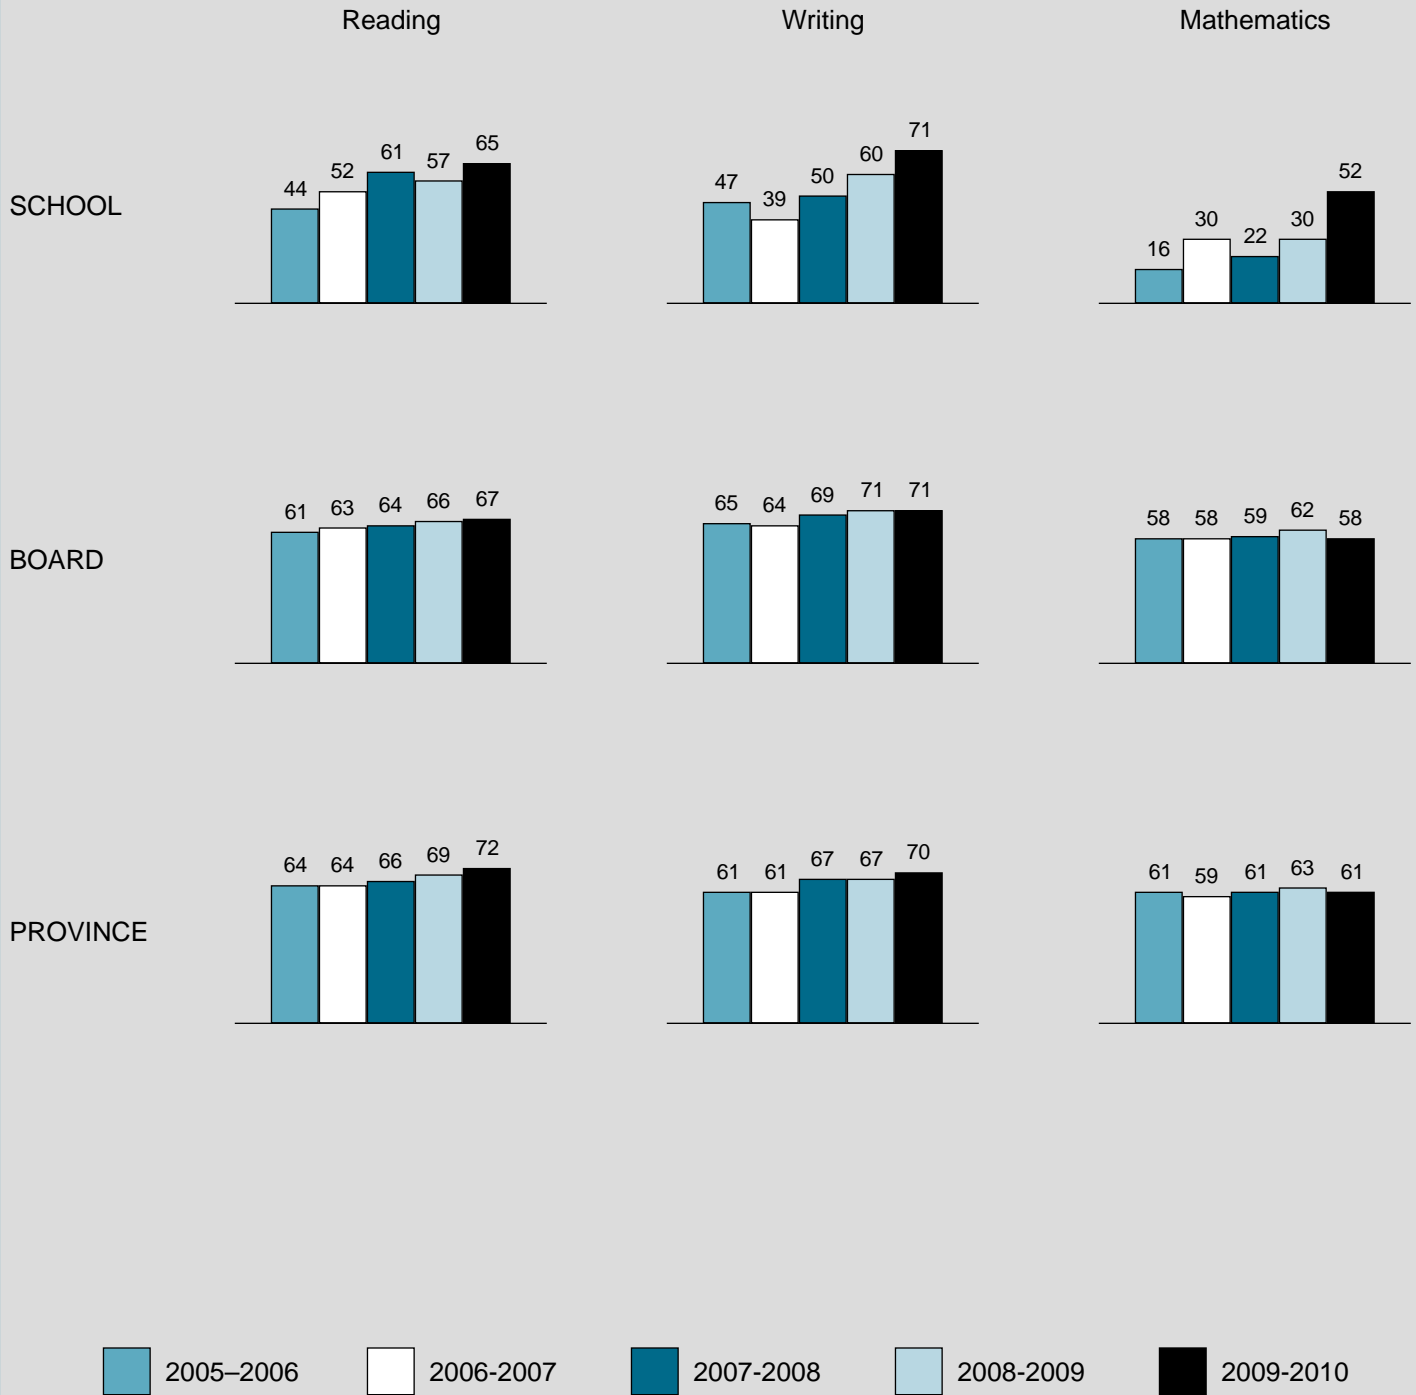 Reading Writing Mathematics
SCHOOL
44 52 61 57 65
47 39 50 60 71
16 30 22 30 52
BOARD
61 63 64 66 67
65 64 69 71 71
58 58 59 62 58
PROVINCE
64 64 66 69 72
61 61 67 67 70
61 59 61 63 61
2005–2006 2006-2007 2007-2008 2008-2009 2009-2010